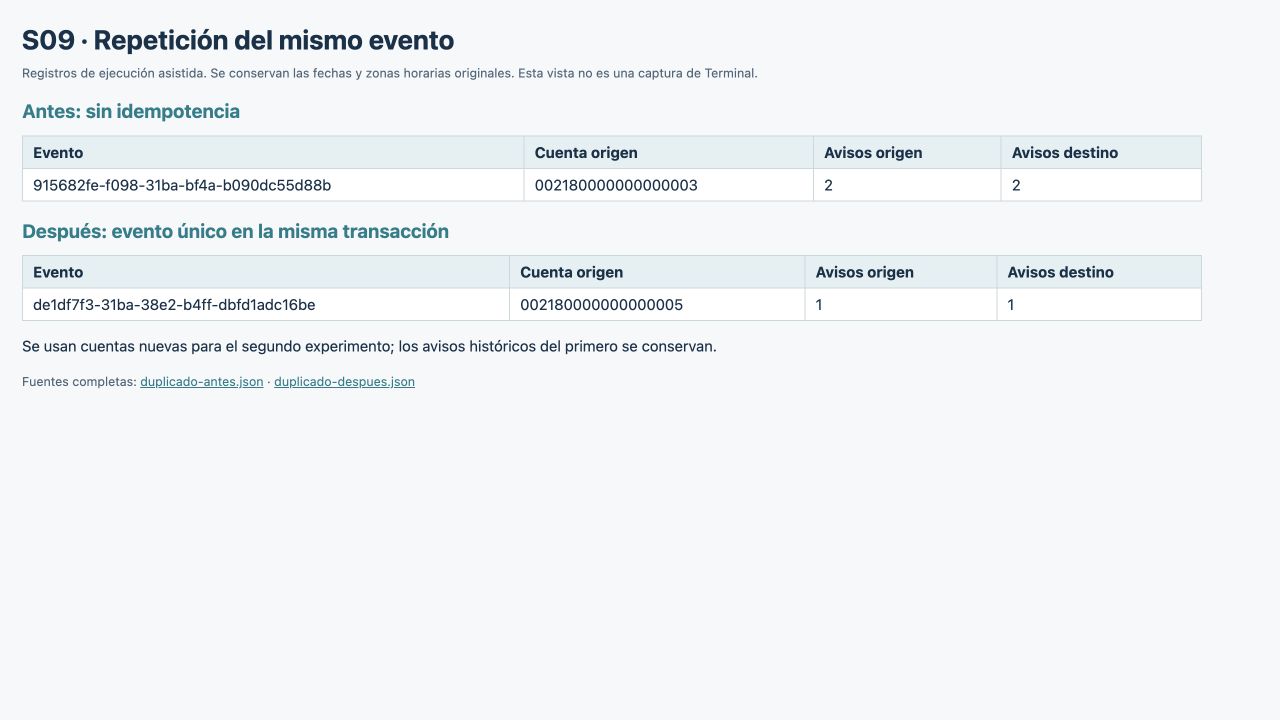 S09 · Repetición del mismo evento
Registros de ejecución asistida. Se conservan las fechas y zonas horarias originales. Esta vista no es una captura de Terminal.
Antes: sin idempotencia
Evento Cuenta origen Avisos origen Avisos destino
915682fe-f098-31ba-bf4a-b090dc55d88b 002180000000000003 2 2
Después: evento único en la misma transacción
Evento Cuenta origen Avisos origen Avisos destino
de1df7f3-31ba-38e2-b4ff-dbfd1adc16be 002180000000000005 1 1
Se usan cuentas nuevas para el segundo experimento; los avisos históricos del primero se conservan.
Fuentes completas: duplicado-antes.json · duplicado-despues.json